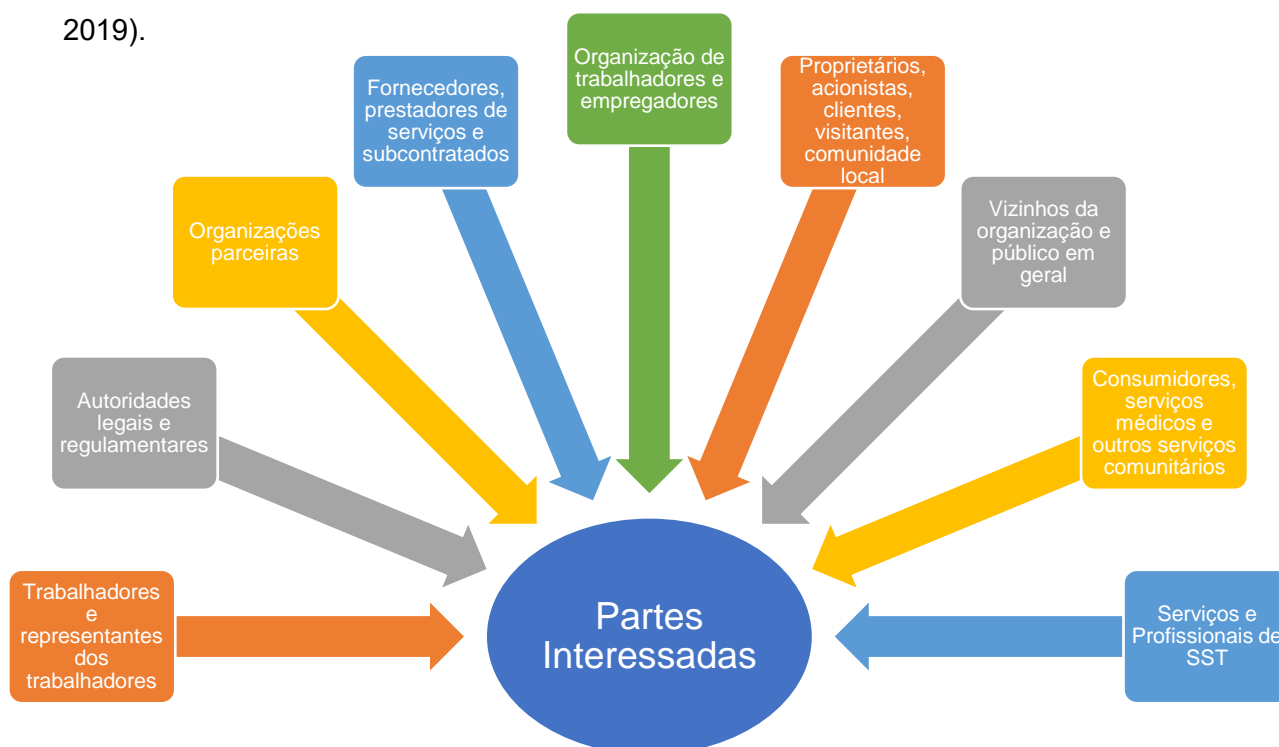 2019).
Organização de
trabalhadores e
empregadores
Proprietários,
acionistas,
clientes,
visitantes,
comunidade
local
Fornecedores,
prestadores de
serviços e
subcontratados
Vizinhos da
organização e
público em
geral
Organizações
parceiras
Consumidores,
serviços
médicos e
outros serviços
comunitários
Autoridades
legais e
regulamentares
Trabalhadores
e
representantes
dos
trabalhadores
Partes
Interessadas
Serviços e
Profissionais de
SST